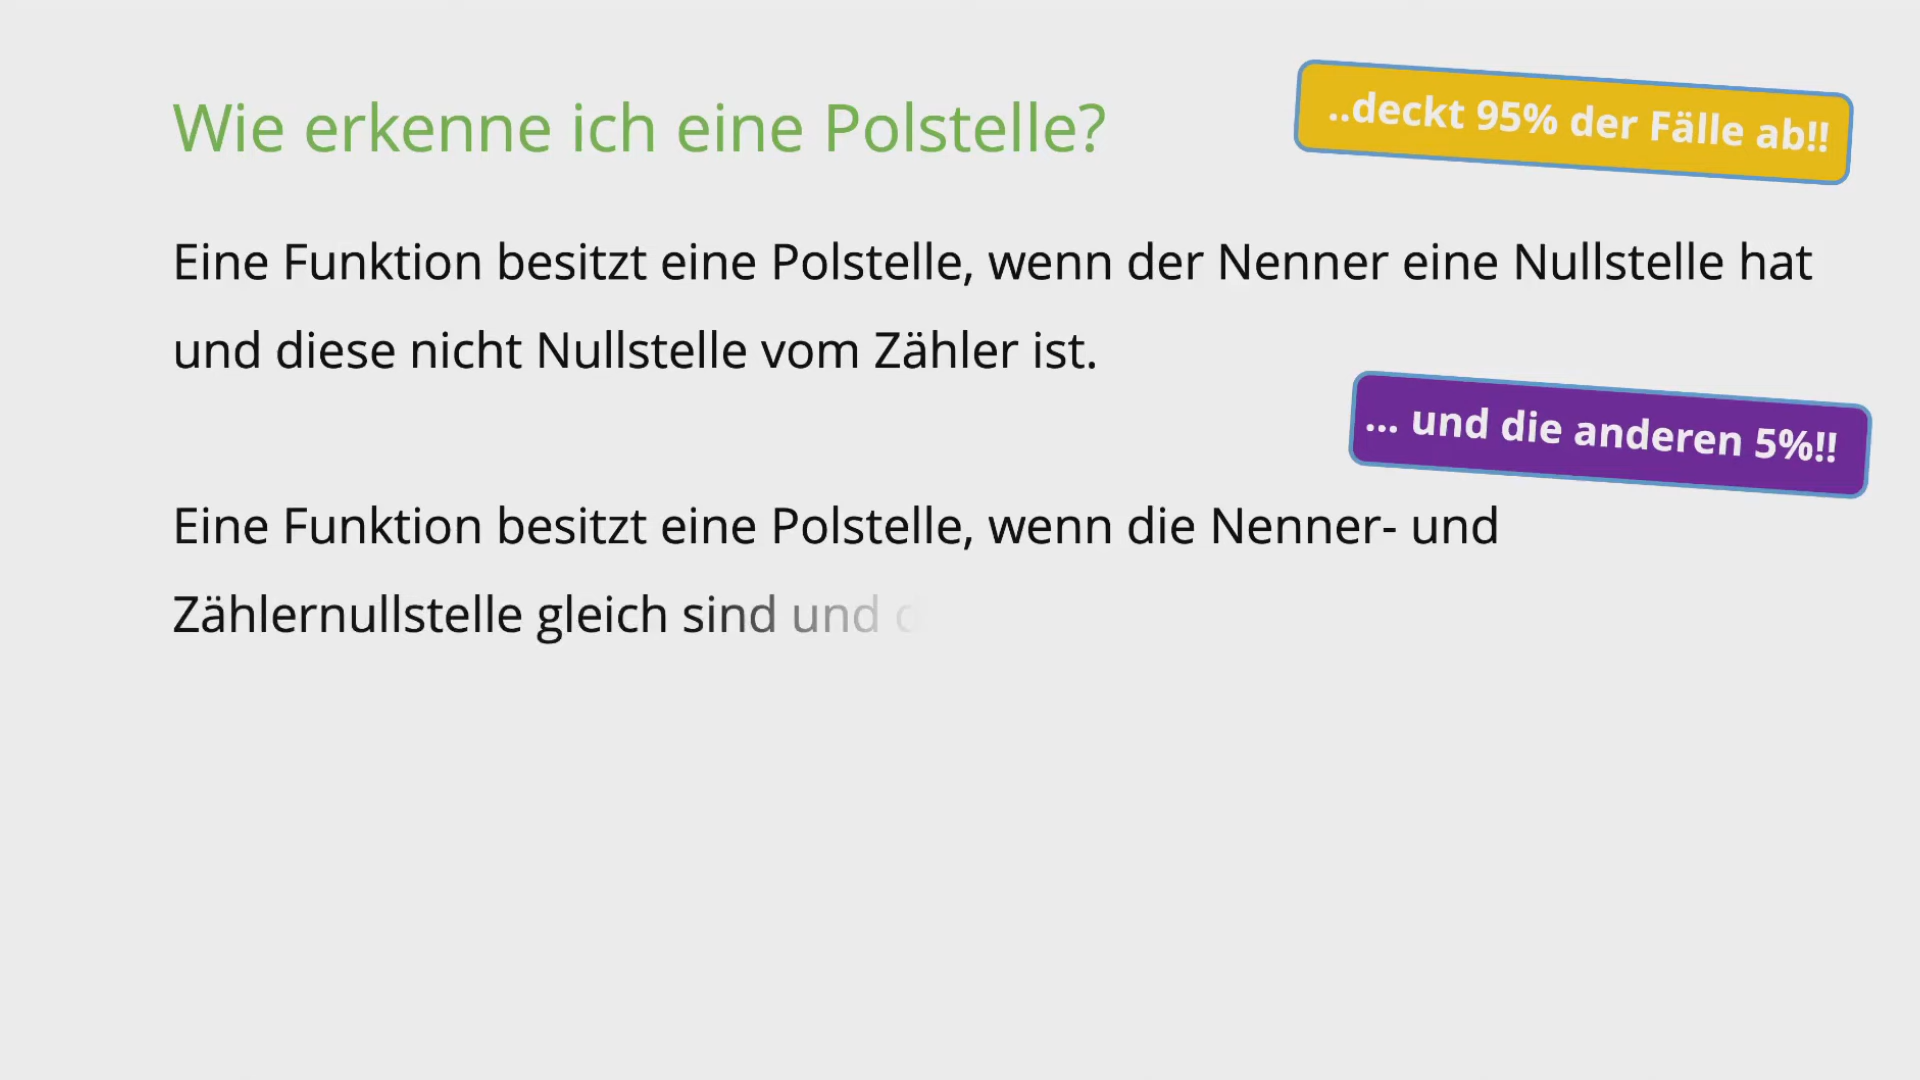 Wie erkenne ich eine Polstelle?
..deckt 95% der Fälle ab!!
Eine Funktion besitzt eine Polstelle, wenn der Nenner eine Nullstelle hat
und diese nicht Nullstelle vom Zähler ist.
... und die anderen 5%!!
Eine Funktion besitzt eine Polstelle, wenn die Nenner- und
Zählernullstelle gleich sind und